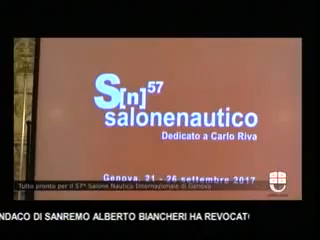 S[n]57
salonenautico
Dedicato a Carlo Riva
Genova, 21 - 26 settembre 2017
Tutto pronto per il 57° Salone Nautico Internazionale di Genova
NDACO DI SANREMO ALBERTO BIANCHERI HA REVOCATO